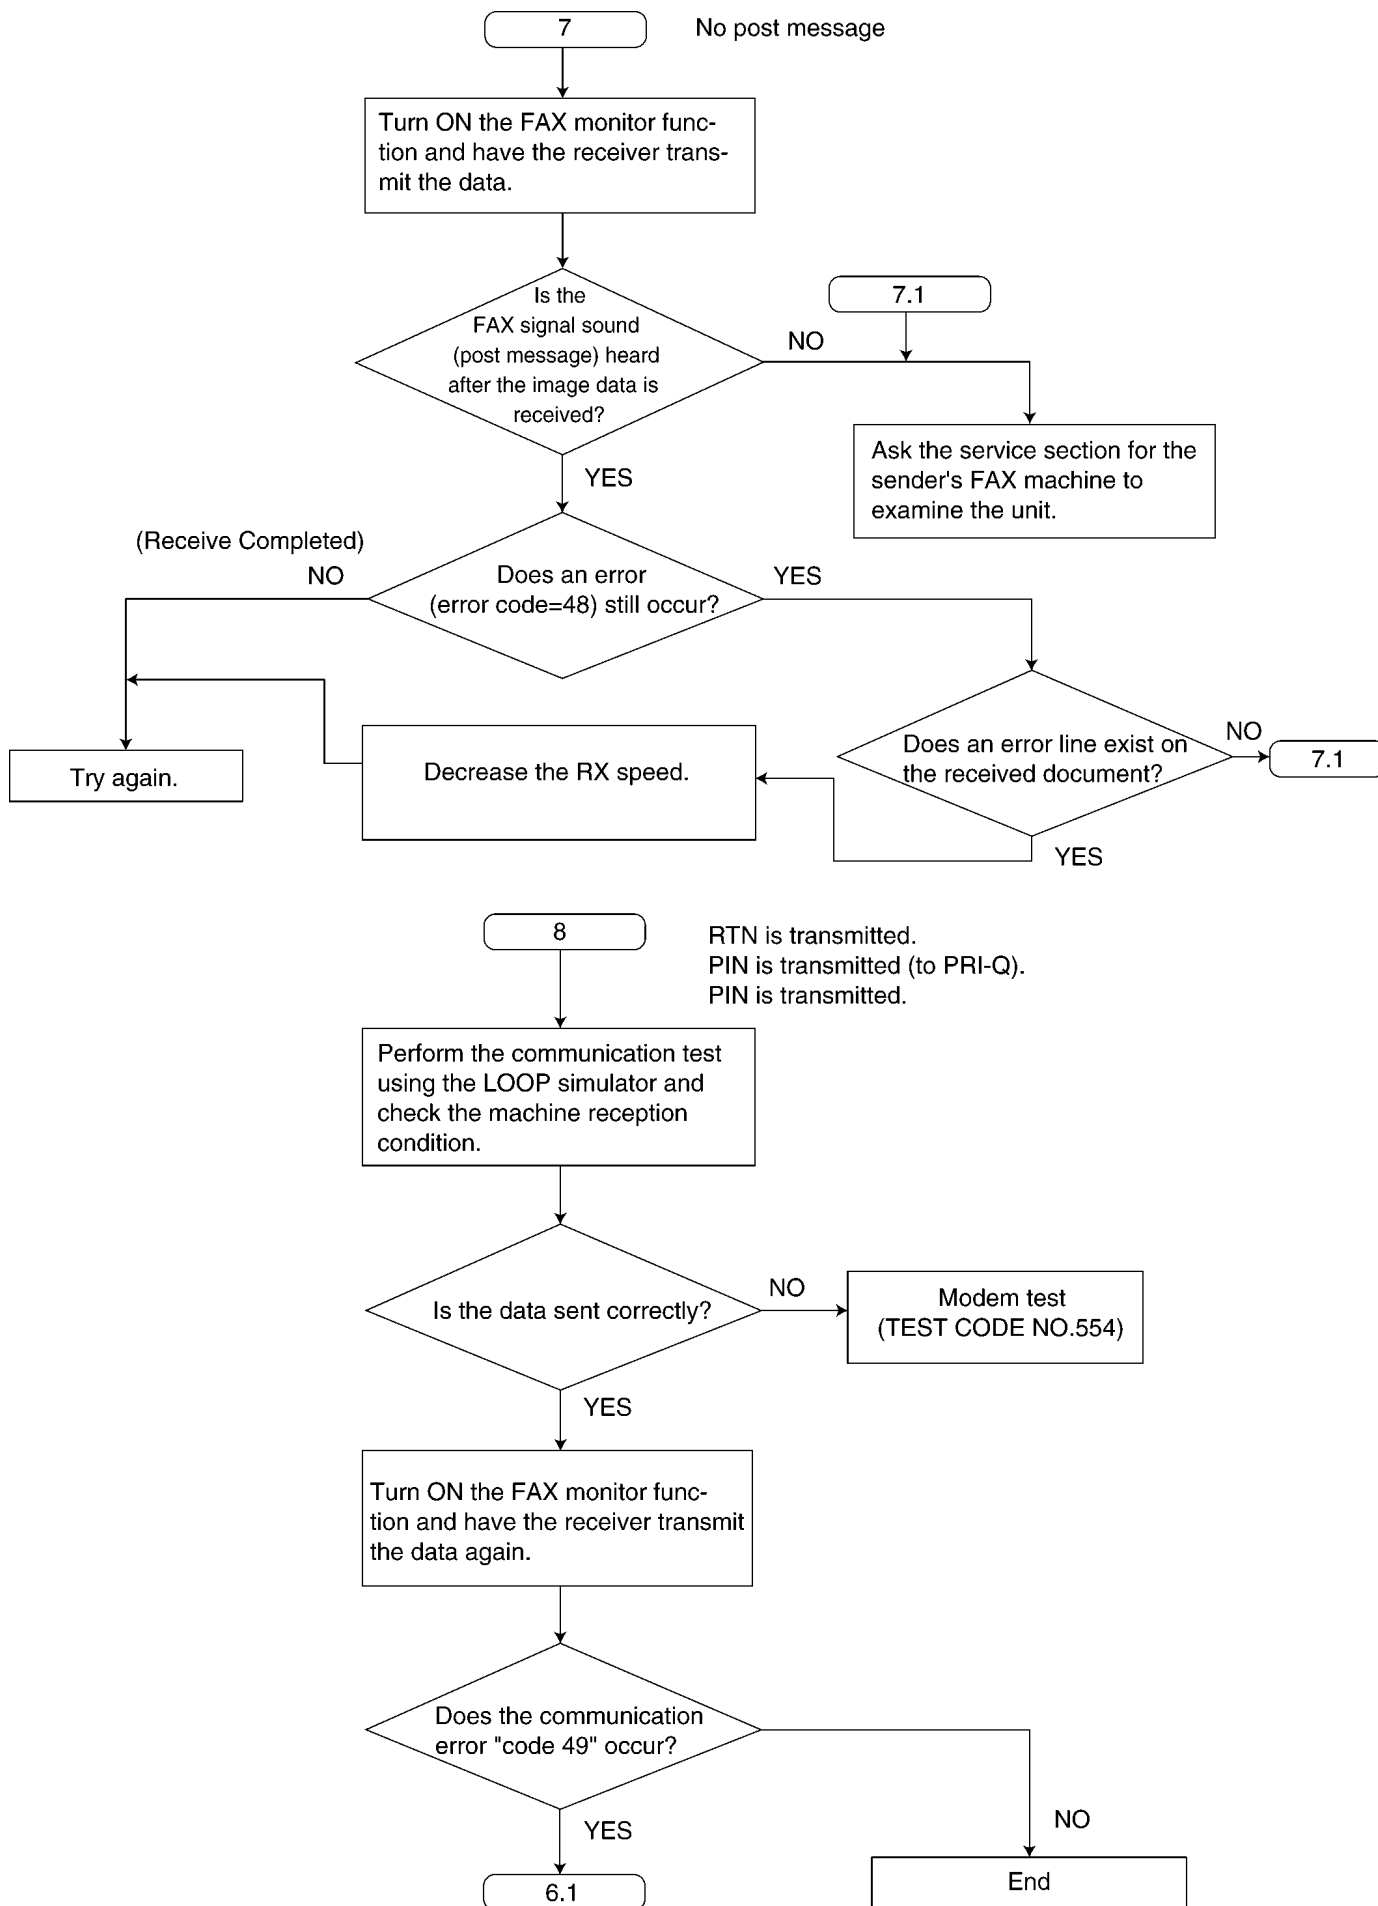 7
No post message
Turn ON the FAX monitor func-
tion and have the receiver trans-
mit the data.
Is the
FAX signal sound
(post message) heard
after the image data is
received?
NO
7.1
Ask the service section for the
sender's FAX machine to
examine the unit.
YES
(Receive Completed)
NO
Does an error
(error code=48) still occur?
YES
Does an error line exist on
the received document?
NO
7.1
YES
Decrease the RX speed.
Try again.
8
RTN is transmitted.
PIN is transmitted (to PRI-Q).
PIN is transmitted.
Perform the communication test
using the LOOP simulator and
check the machine reception
condition.
Is the data sent correctly?
NO
Modem test
(TEST CODE NO.554)
YES
Turn ON the FAX monitor func-
tion and have the receiver transmit
the data again.
Does the communication
error "code 49" occur?
YES
NO
6.1
End